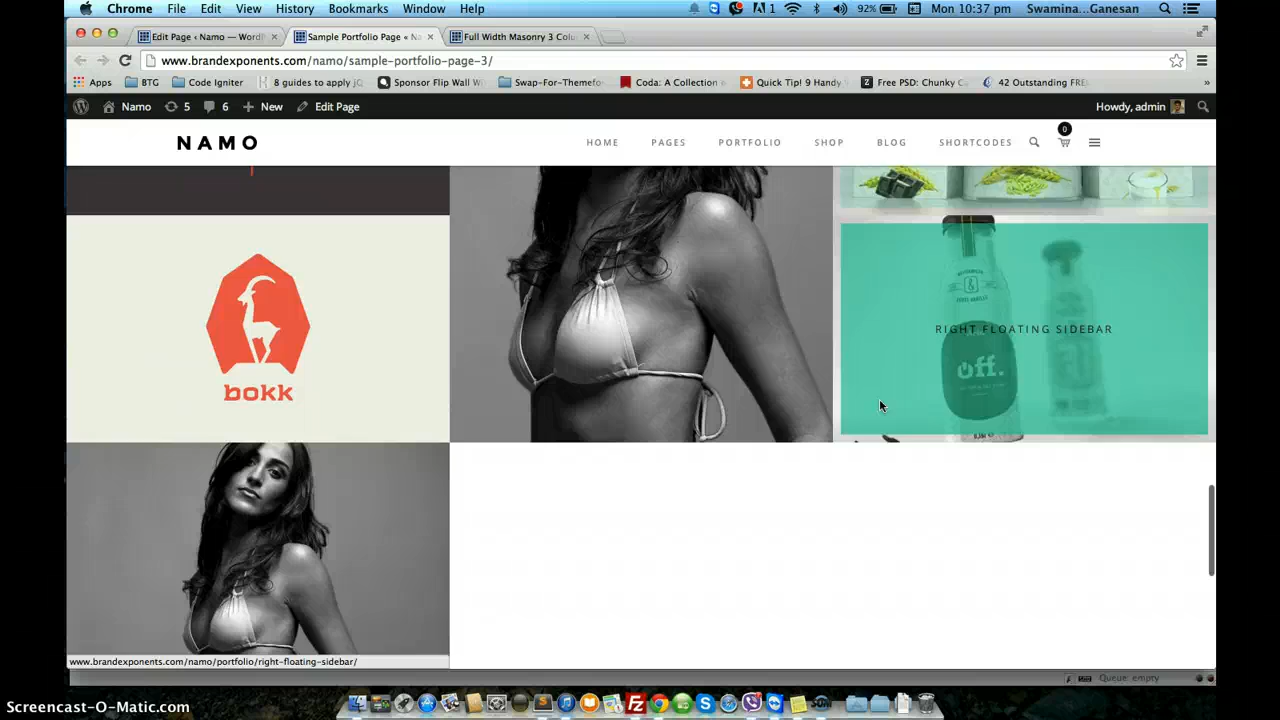 Chrome File Edit View History Bookmarks Window Help 1 92% Mon 10:37 pm Swamina...Ganesan
Edit Page ‹ Namo — Word Sample Portfolio Page « Na Full Width Masonry 3 Colu
www.brandexponents.com/namo/sample-portfolio-page-3/
Apps BTG Code Igniter 8 guides to apply jQ Sponsor Flip Wall W Swap-For-Themefo Coda: A Collection Quick Tip! 9 Handy Free PSD: Chunky C 42 Outstanding FRE »
Namo 5 6 New Edit Page Howdy, admin
NAMO HOME PAGES PORTFOLIO SHOP BLOG SHORTCODES 0
RIGHT FLOATING SIDEBAR
off.
bokk
www.brandexponents.com/namo/portfolio/right-floating-sidebar/
Queue: empty
Screencast-O-Matic.com